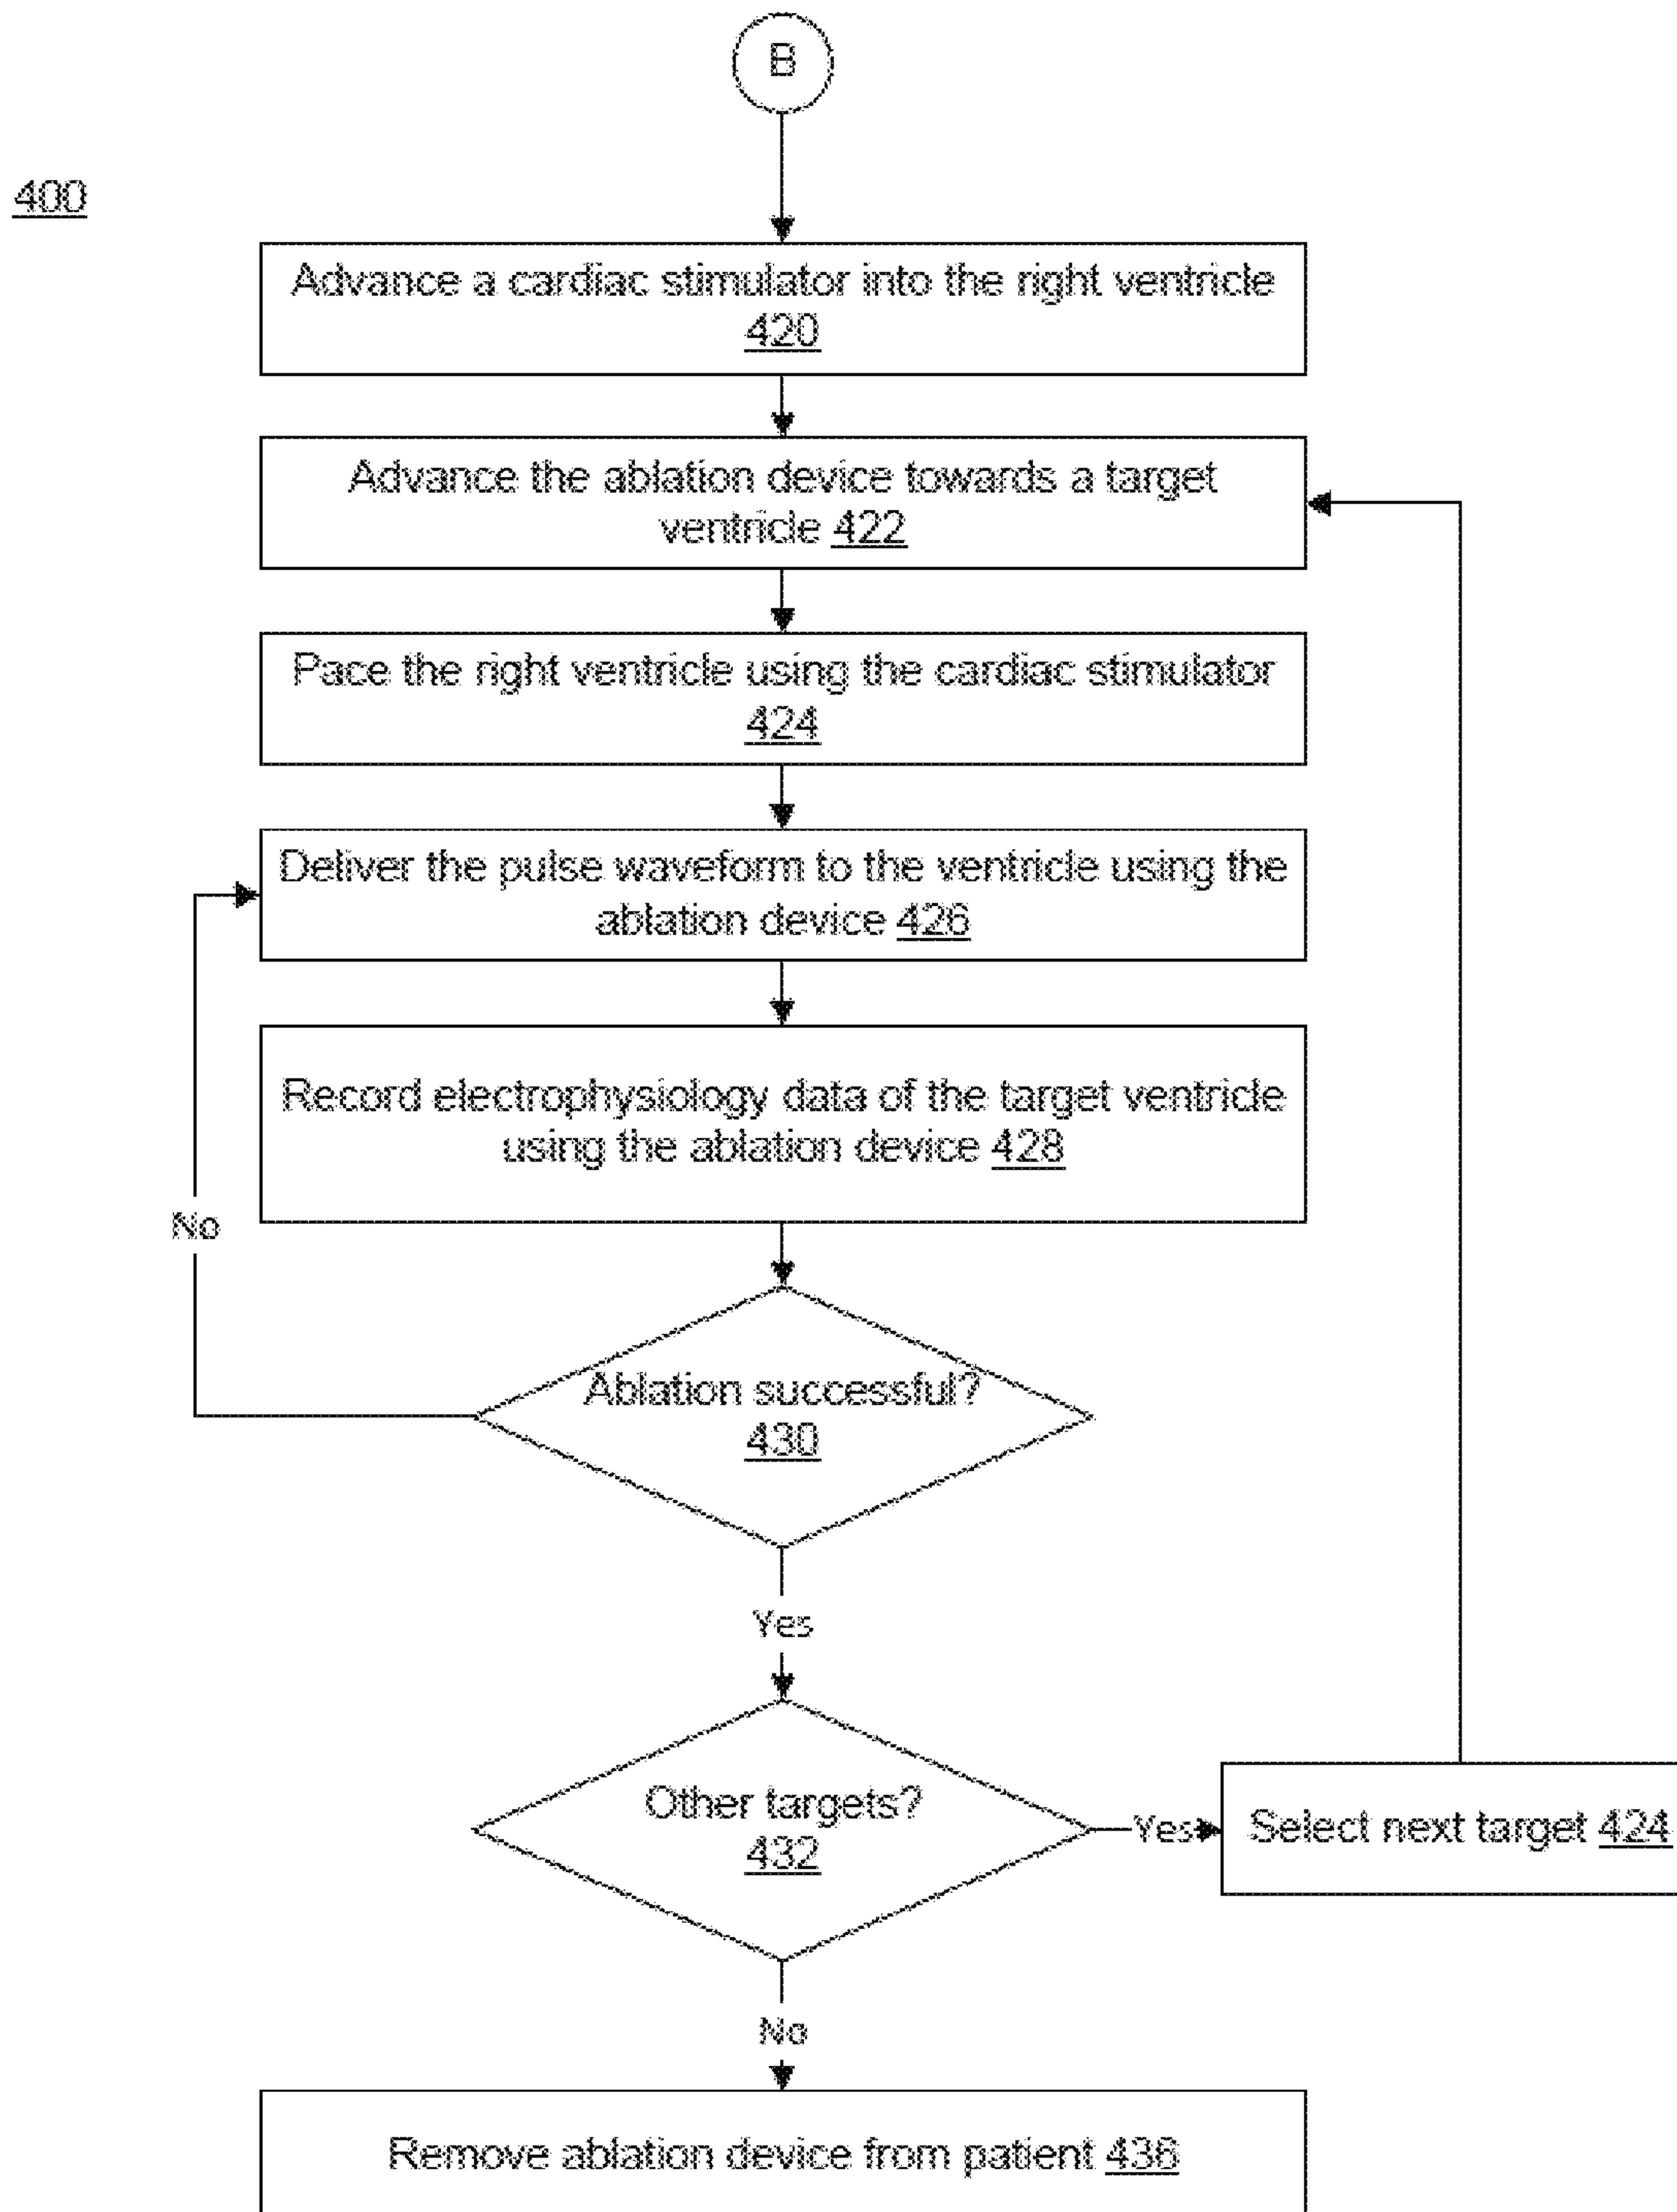 B
400
Advance a cardiac stimulator into the right ventricle
420
Advance the ablation device towards a target
ventricle 422
Pace the right ventricle using the cardiac stimulator
424
Deliver the pulse waveform to the ventricle using the
ablation device 426
Record electrophysiology data of the target ventricle
using the ablation device 428
No
Ablation successful?
430
Yes
Other targets?
432
Yes
Select next target 424
No
Remove ablation device from patient 436